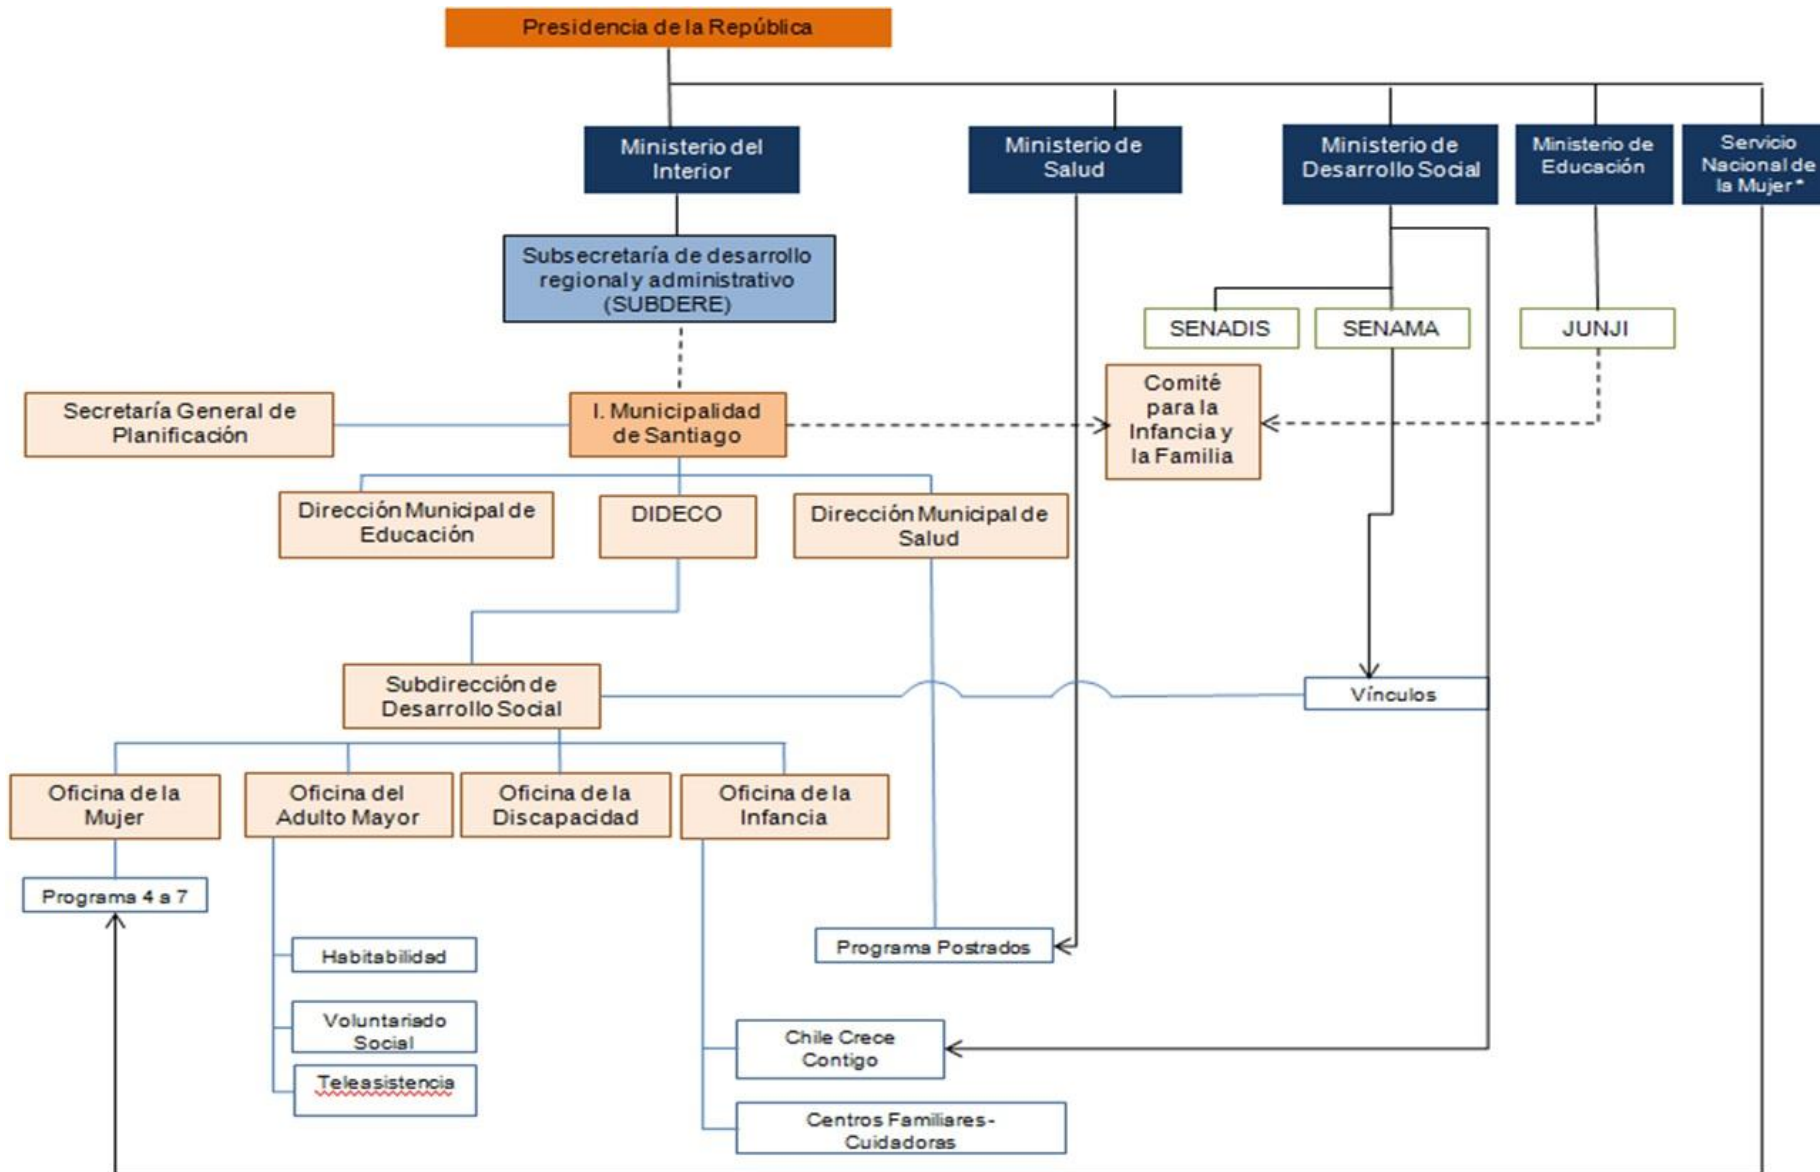 Presidencia de la República
Ministerio del
Interior
Ministerio de
Salud
Ministerio de
Desarrollo Social
Ministerio de
Educación
Servicio
Nacional de
la Mujer*
Subsecretaría de desarrollo
regional y administrativo
(SUBDERE)
SENADIS
SENAMA
JUNJI
Secretaría General de
Planificación
I. Municipalidad
de Santiago
Comité
para la
Infancia y
la Familia
Dirección Municipal de
Educación
DIDECO
Dirección Municipal de
Salud
Subdirección de
Desarrollo Social
Vínculos
Oficina de la
Mujer
Oficina del
Adulto Mayor
Oficina de la
Discapacidad
Oficina de la
Infancia
Programa 4 a 7
Habitabilidad
Programa Postrados
Voluntariado
Social
Chile Crece
Contigo
Teleasistencia
Centros Familiares-
Cuidadoras